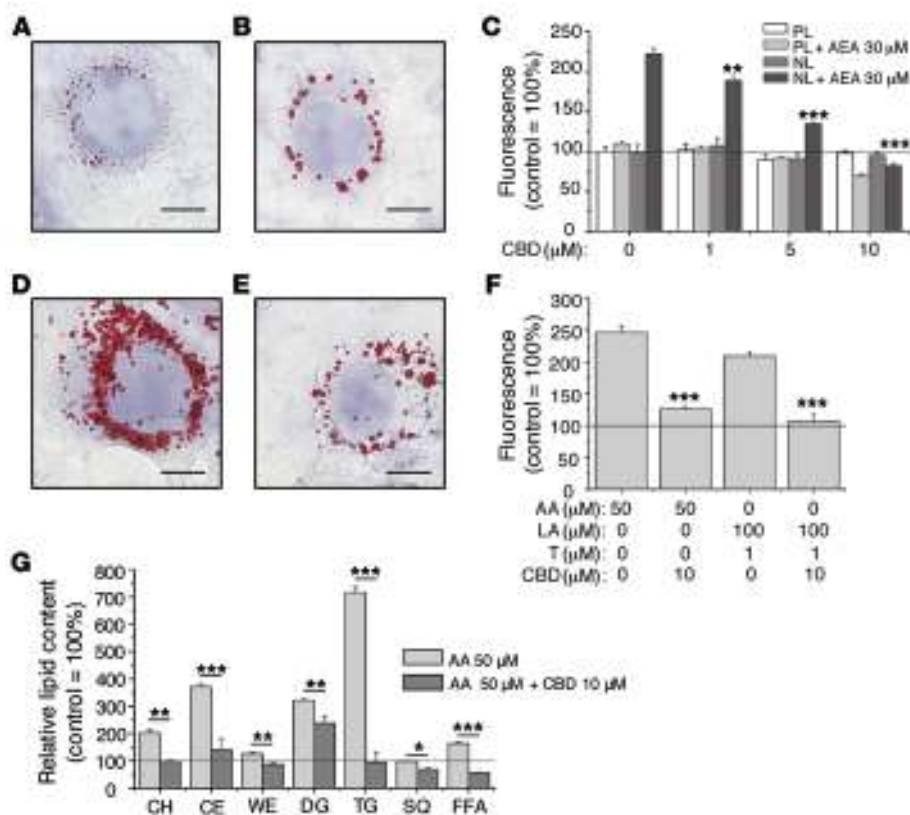 A
B
C
Fluorescence
(control = 100%)
250
200
150
100
50
PL
PL + AEA 30 μM
NL
NL + AEA 30 μM
**
***
***
CBD (μM): 0 1 5 10
D
E
F
Fluorescence
(control = 100%)
300
250
200
150
100
50
0
***
***
AA (μM): 50 50 0 0
LA (μM): 0 0 100 100
T (μM): 0 0 1 1
CBD (μM): 0 10 0 10
G
Relative lipid content
(control = 100%)
800
700
600
500
400
300
200
100
0
AA 50 μM
AA 50 μM + CBD 10 μM
**
***
**
**
***
*
***
CH CE WE DG TG SQ FFA